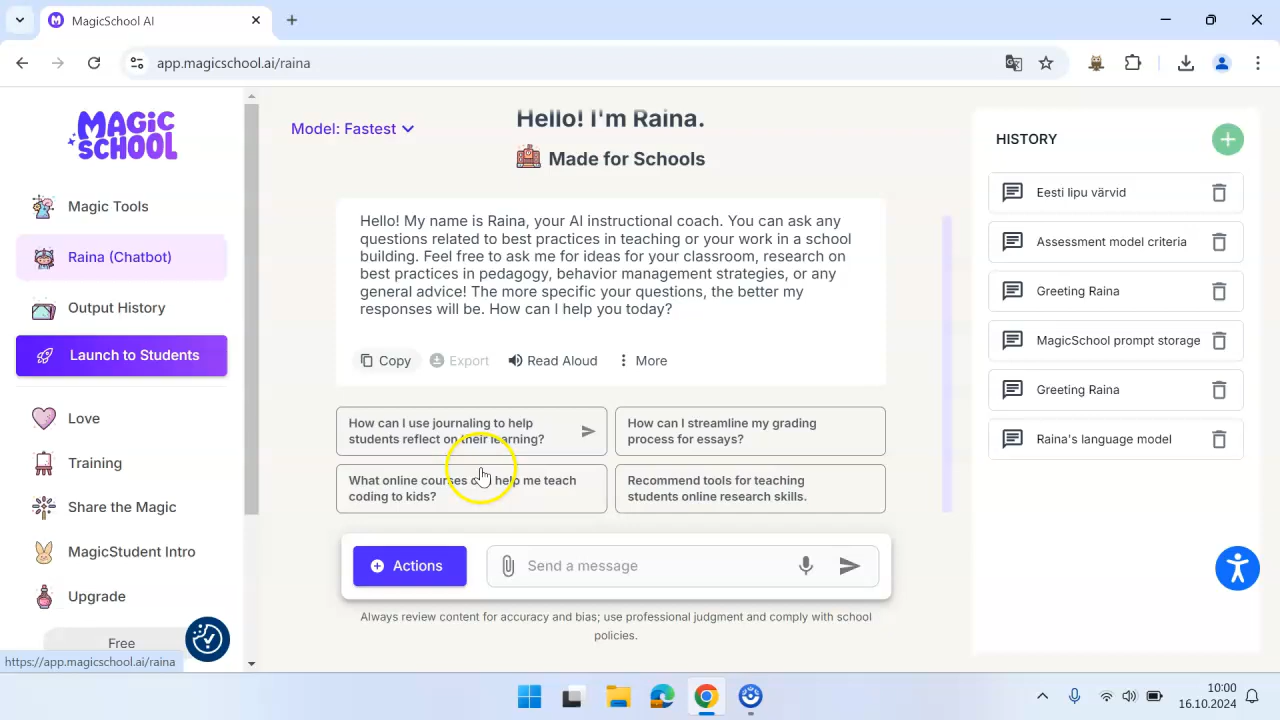 MagicSchool AI
app.magicschool.ai/raina
MAGIC
SCHOOL
Magic Tools
Raina (Chatbot)
Output History
Launch to Students
Love
Training
Share the Magic
MagicStudent Intro
Upgrade
Free
https://app.magicschool.ai/raina
Model: Fastest
Hello! I'm Raina.
Made for Schools
Hello! My name is Raina, your AI instructional coach. You can ask any
questions related to best practices in teaching or your work in a school
building. Feel free to ask me for ideas for your classroom, research on
best practices in pedagogy, behavior management strategies, or any
general advice! The more specific your questions, the better my
responses will be. How can I help you today?
Copy
Export
Read Aloud
More
How can I use journaling to help
students reflect on their learning?
How can I streamline my grading
process for essays?
What online courses help me teach
coding to kids?
Recommend tools for teaching
students online research skills.
Actions
Send a message
Always review content for accuracy and bias; use professional judgment and comply with school
policies.
HISTORY
Eesti lipu värvid
Assessment model criteria
Greeting Raina
MagicSchool prompt storage
Greeting Raina
Raina's language model
10:00
16.10.2024